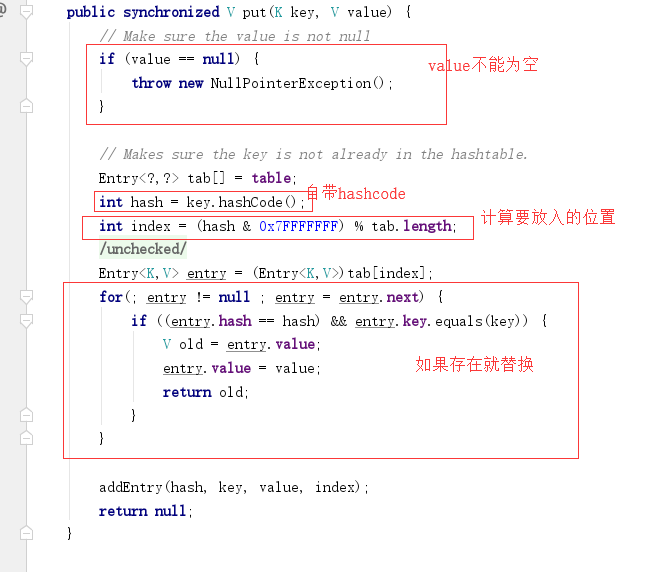 public synchronized V put(K key, V value) {
// Make sure the value is not null
if (value == null) {
value不能为空
throw new NullPointerException();
}
// Makes sure the key is not already in the hashtable.
Entry<?,?> tab[] = table;
int hash = key.hashCode();
自带hashcode
int index = (hash & 0x7FFFFFFF) % tab.length;
计算要放入的位置
/unchecked/
Entry<K,V> entry = (Entry<K,V>)tab[index];
for(; entry != null ; entry = entry.next) {
if ((entry.hash == hash) && entry.key.equals(key)) {
V old = entry.value;
entry.value = value;
如果存在就替换
return old;
}
}
addEntry(hash, key, value, index);
return null;
}